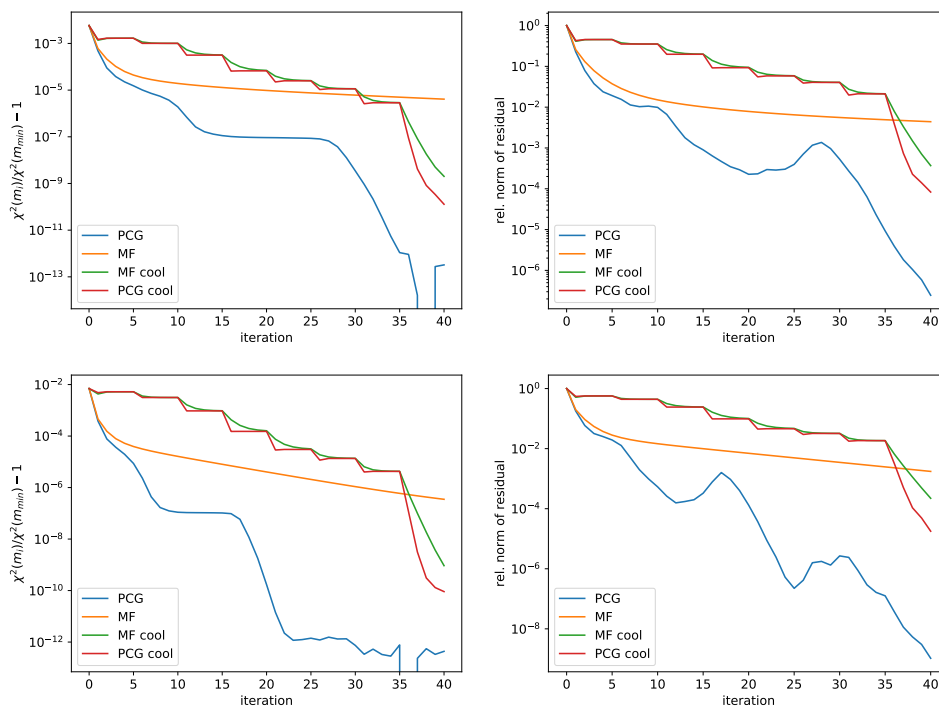 χ²(mᵢ)/χ²(m_min) − 1
10⁻³
10⁻⁵
10⁻⁷
10⁻⁹
10⁻¹¹
10⁻¹³
PCG
MF
MF cool
PCG cool
0 5 10 15 20 25 30 35 40
iteration
rel. norm of residual
10⁰
10⁻¹
10⁻²
10⁻³
10⁻⁴
10⁻⁵
10⁻⁶
PCG
MF
MF cool
PCG cool
0 5 10 15 20 25 30 35 40
iteration
χ²(mᵢ)/χ²(m_min) − 1
10⁻²
10⁻⁴
10⁻⁶
10⁻⁸
10⁻¹⁰
10⁻¹²
PCG
MF
MF cool
PCG cool
0 5 10 15 20 25 30 35 40
iteration
rel. norm of residual
10⁰
10⁻²
10⁻⁴
10⁻⁶
10⁻⁸
PCG
MF
MF cool
PCG cool
0 5 10 15 20 25 30 35 40
iteration